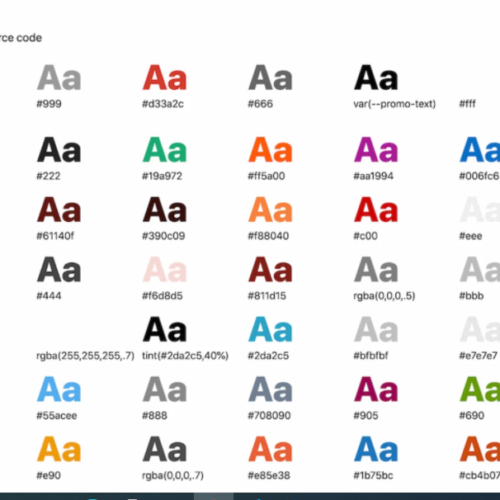 rce code
Aa Aa Aa Aa
#999 #d33a2c #666 var(--promo-text) #fff
Aa Aa Aa Aa Aa
#222 #19a972 #ff5a00 #aa1994 #006fc6
Aa Aa Aa Aa Aa
#61140f #390c09 #f88040 #c00 #eee
Aa Aa Aa Aa Aa
#444 #f6d8d5 #811d15 rgba(0,0,0,.5) #bbb
Aa Aa Aa Aa
rgba(255,255,255,.7) tint(#2da2c5,40%) #2da2c5 #bfbfbf #e7e7e7
Aa Aa Aa Aa Aa
#55acee #888 #708090 #905 #690
Aa Aa Aa Aa Aa
#e90 rgba(0,0,0,.7) #e85e38 #1b75bc #cb4b07